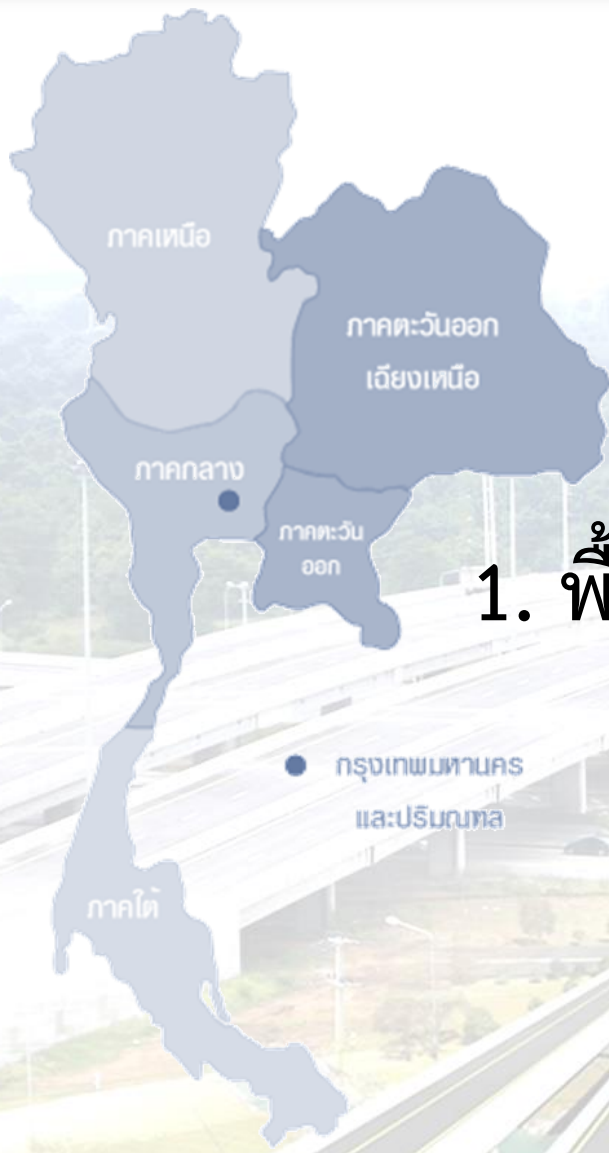 ภาคเหนือ
ภาคตะวันออก
เฉียงเหนือ
ภาคกลาง
ภาคตะวัน
ออก
1. พื้
กรุงเทพมหานคร
และปริมณฑล
ภาคใต้